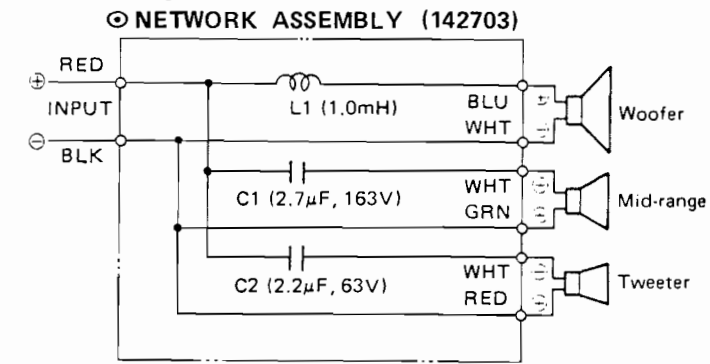 ⊙ NETWORK ASSEMBLY (142703)
⊕ RED
INPUT
⊖ BLK
L1 (1.0mH)
BLU
WHT
Woofer
C1 (2.7μF, 163V)
WHT
GRN
Mid-range
C2 (2.2μF, 63V)
WHT
RED
Tweeter